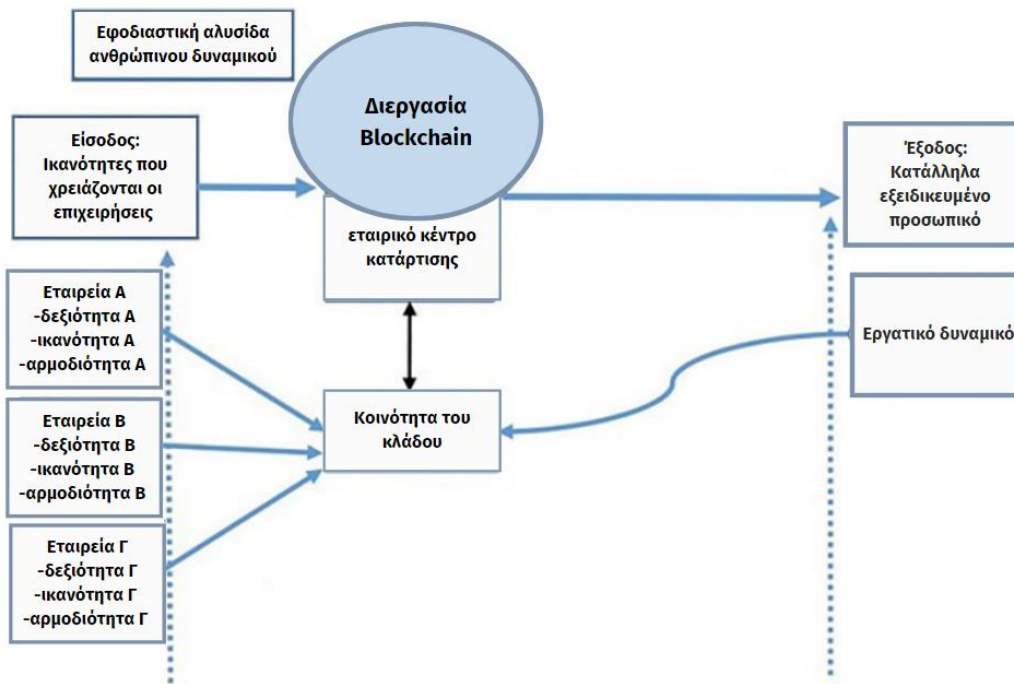 Εφοδιαστική αλυσίδα
ανθρώπινου δυναμικού
Διεργασία
Blockchain
Είσοδος:
Ικανότητες που
χρειάζονται οι
επιχειρήσεις
Έξοδος:
Κατάλληλα
εξειδικευμένο
προσωπικό
εταιρικό κέντρο
κατάρτισης
Εταιρεία Α
-δεξιότητα Α
-ικανότητα Α
-αρμοδιότητα Α
Εργατικό δυναμικό
Κοινότητα του
κλάδου
Εταιρεία Β
-δεξιότητα Β
-ικανότητα Β
-αρμοδιότητα Β
Εταιρεία Γ
-δεξιότητα Γ
-ικανότητα Γ
-αρμοδιότητα Γ